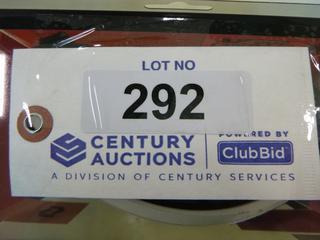 LOT NO
292
CENTURY AUCTIONS
POWERED BY
ClubBid
A DIVISION OF CENTURY SERVICES